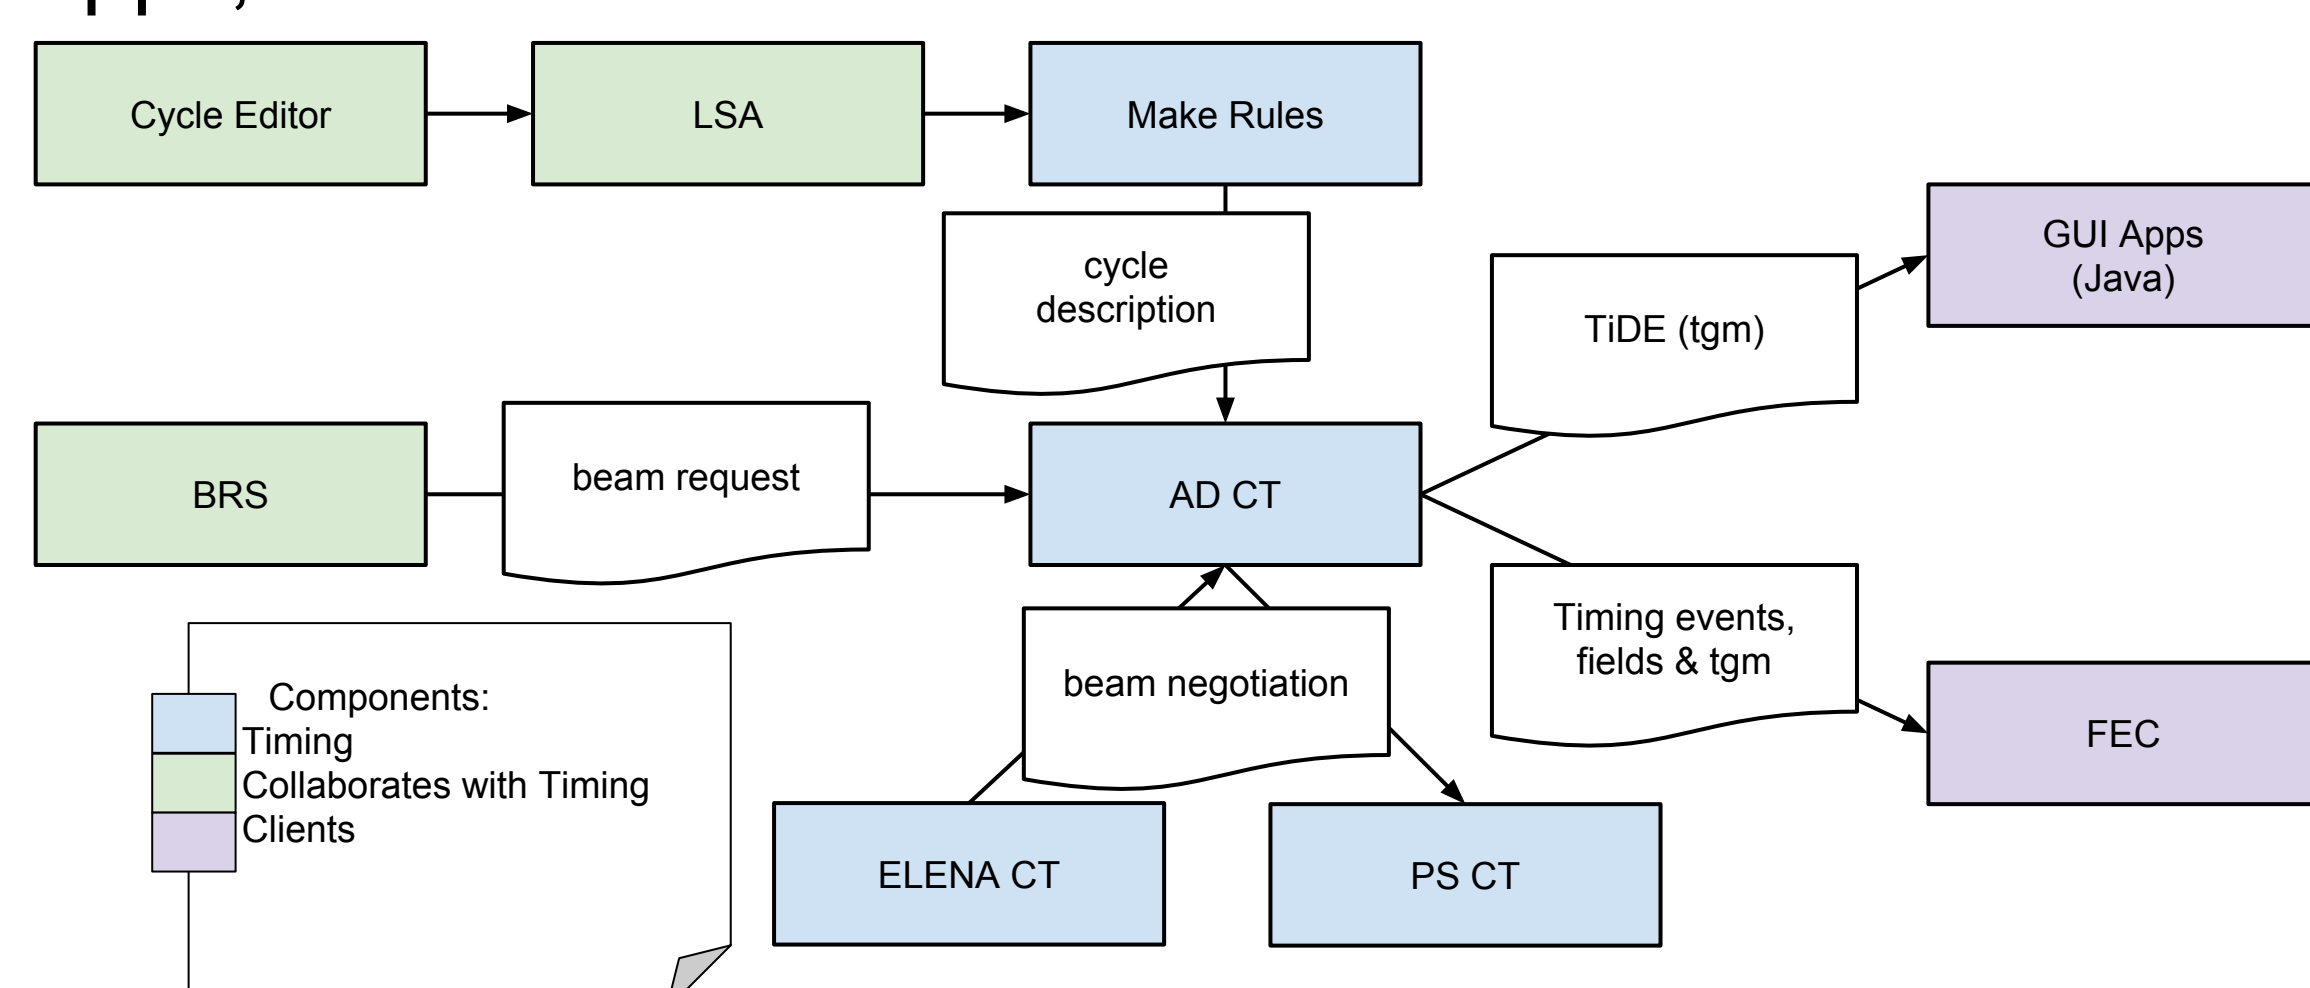 Cycle Editor
LSA
Make Rules
cycle
description
GUI Apps
(Java)
TiDE (tgm)
BRS
beam request
AD CT
Timing events,
fields & tgm
beam negotiation
FEC
Components:
Timing
Collaborates with Timing
Clients
ELENA CT
PS CT